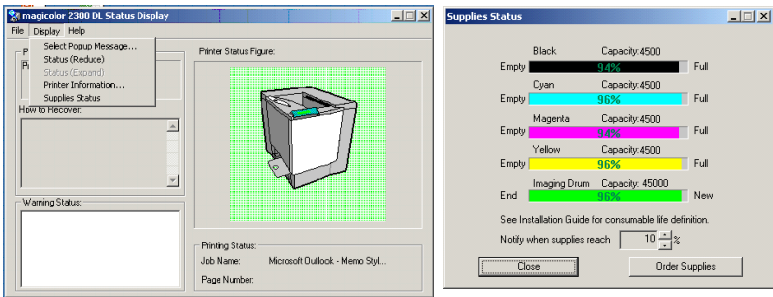 magicolor 2300 DL Status Display
File Display Help
Select Popup Message...
Status (Reduce)
Status (Expand)
Printer Information...
Supplies Status
How to Recover:
Warning Status:
Printer Status Figure:
Printing Status:
Job Name: Microsoft Outlook - Memo Styl...
Page Number:
Supplies Status
Black Capacity:4500
Empty 94% Full
Cyan Capacity:4500
Empty 96% Full
Magenta Capacity:4500
Empty 94% Full
Yellow Capacity:4500
Empty 96% Full
Imaging Drum Capacity: 45000
End 96% New
See Installation Guide for consumable life definition.
Notify when supplies reach 10 %
Close Order Supplies